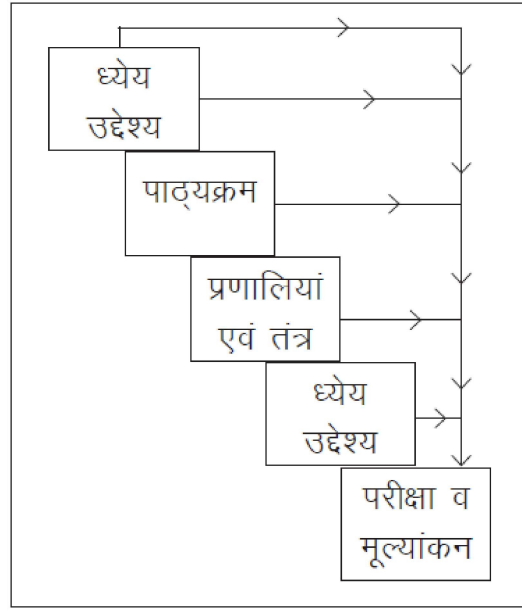 ध्येय
उद्देश्य
पाठ्यक्रम
प्रणालियां
एवं तंत्र
ध्येय
उद्देश्य
परीक्षा व
मूल्यांकन